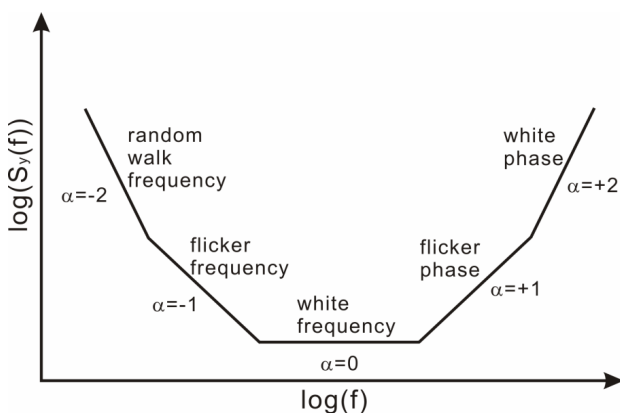 log(Sy(f))
random
walk
frequency
α=-2
flicker
frequency
α=-1
white
frequency
α=0
flicker
phase
α=+1
white
phase
α=+2
log(f)